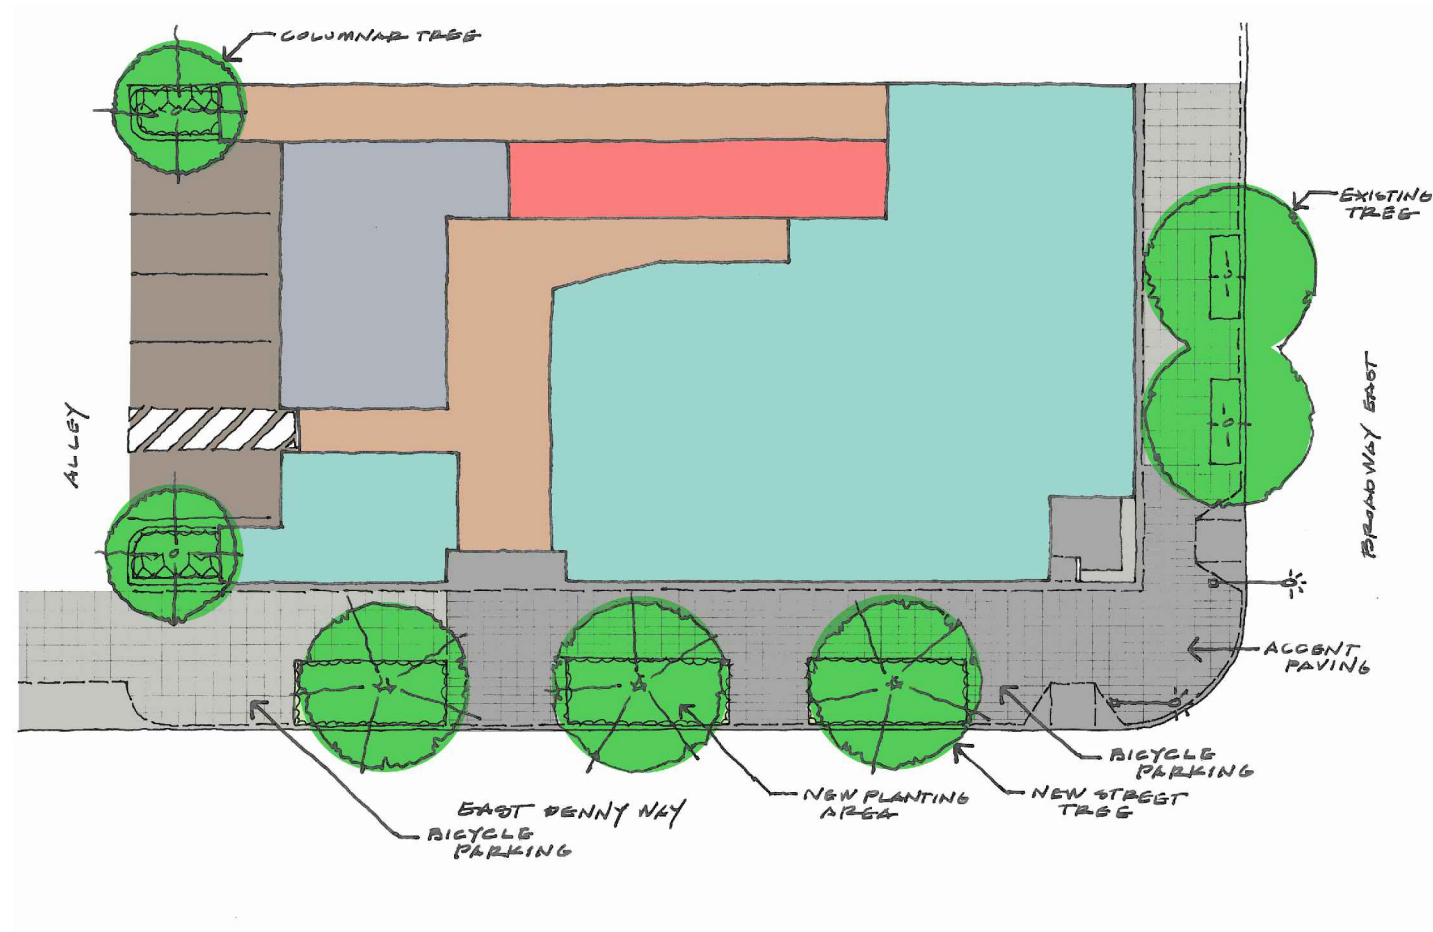 COLUMNAR TREE
EXISTING
TREE
ALLEY
BROADWAY EAST
ACCENT
PAVING
BICYCLE
PARKING
NEW STREET
TREE
NEW PLANTING
AREA
EAST DENNY WAY
BICYCLE
PARKING